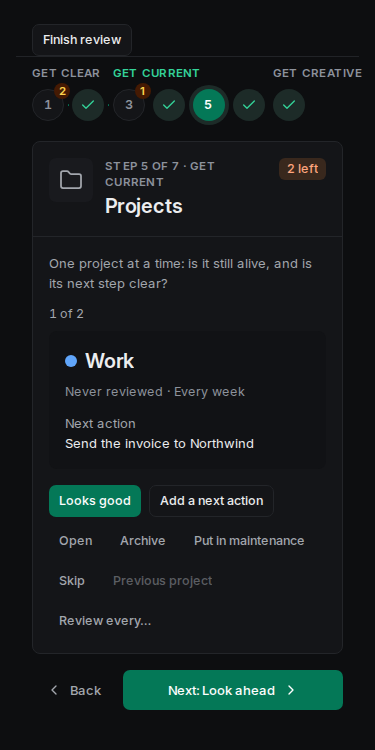 Finish review
GET CLEAR GET CURRENT GET CREATIVE
1 2 3 1 5
STEP 5 OF 7 · GET
CURRENT
2 left
Projects
One project at a time: is it still alive, and is
its next step clear?
1 of 2
Work
Never reviewed · Every week
Next action
Send the invoice to Northwind
Looks good Add a next action
Open Archive Put in maintenance
Skip Previous project
Review every...
Back Next: Look ahead